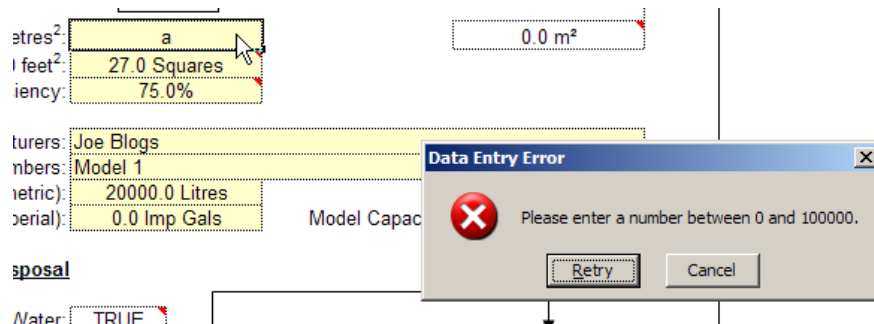 etres²: a 0.0 m²
feet²: 27.0 Squares
iency: 75.0%
turers: Joe Blogs
nbers: Model 1
netric): 20000.0 Litres
perial): 0.0 Imp Gals Model Capac
Data Entry Error
Please enter a number between 0 and 100000.
Retry Cancel
sposal
Water: TRUE